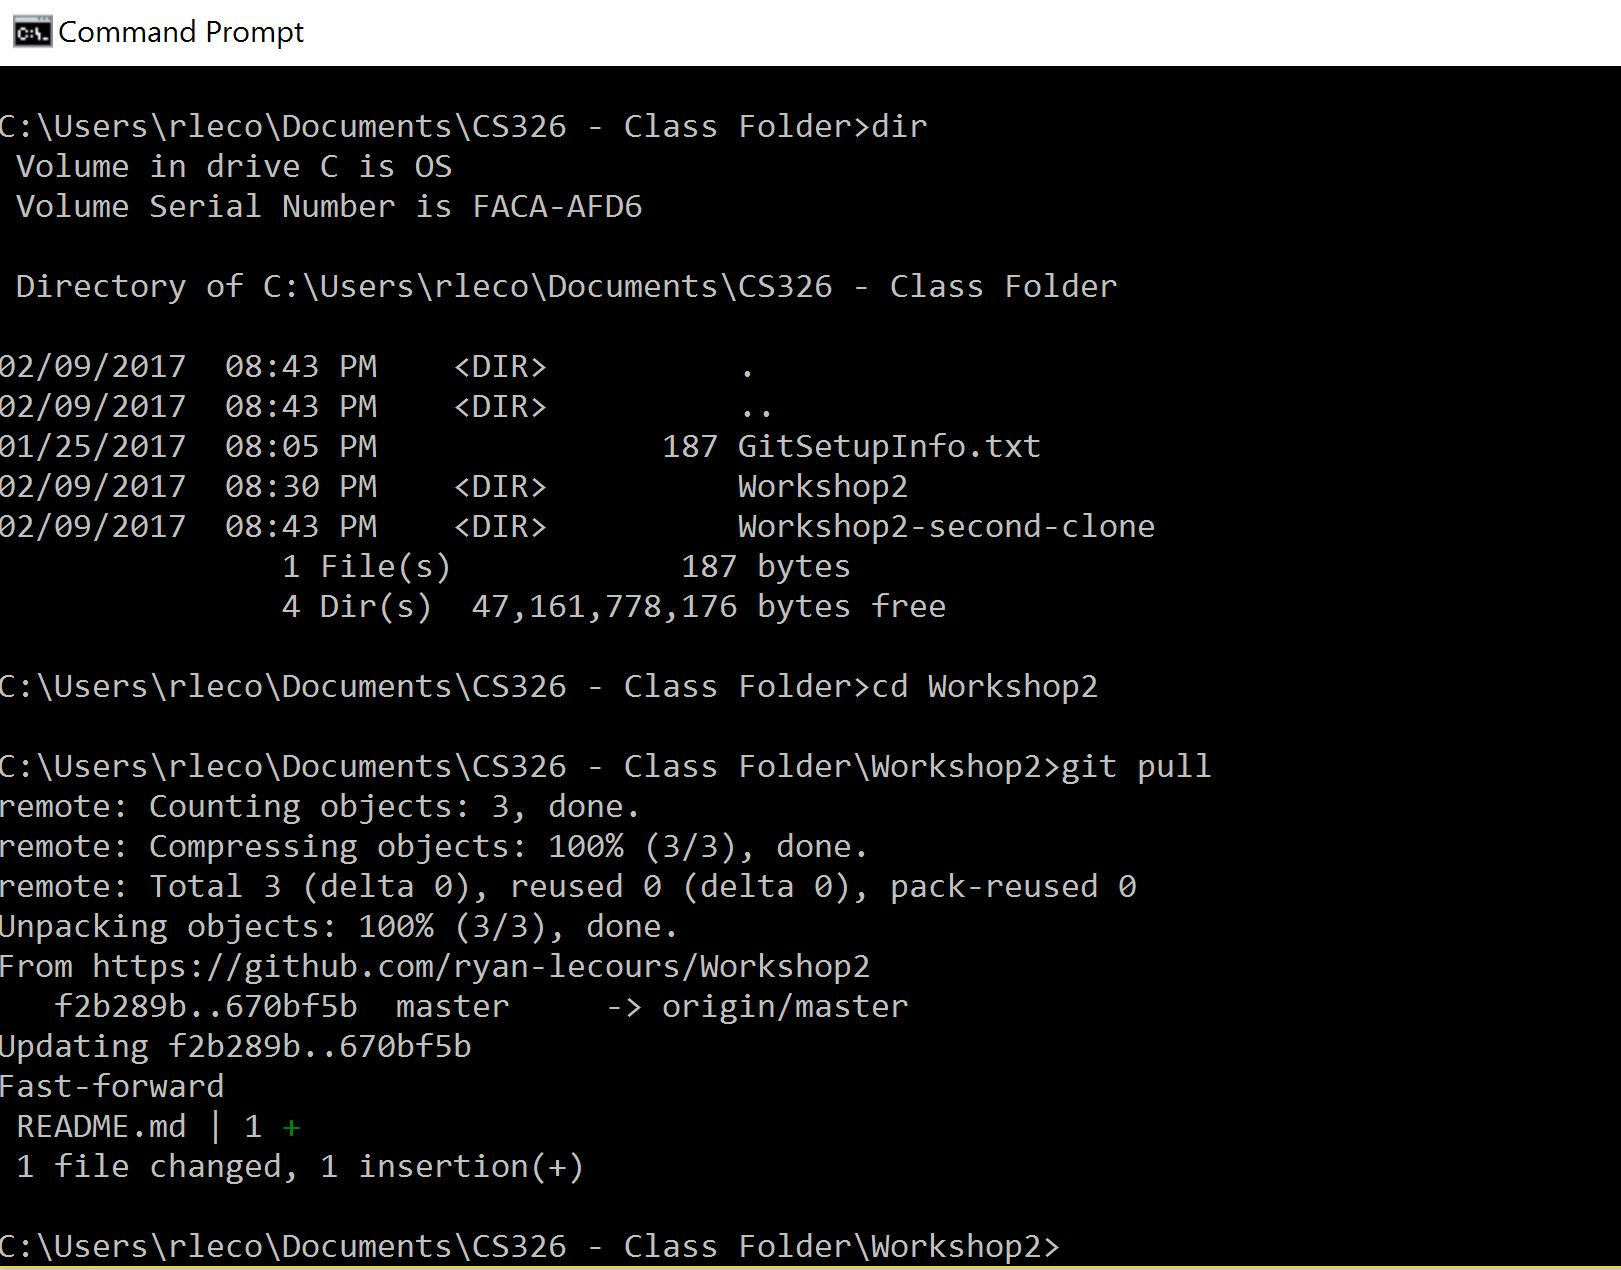 Command Prompt
C:\Users\rleco\Documents\CS326 - Class Folder>dir
 Volume in drive C is OS
 Volume Serial Number is FACA-AFD6

 Directory of C:\Users\rleco\Documents\CS326 - Class Folder

02/09/2017  08:43 PM    <DIR>          .
02/09/2017  08:43 PM    <DIR>          ..
01/25/2017  08:05 PM               187 GitSetupInfo.txt
02/09/2017  08:30 PM    <DIR>          Workshop2
02/09/2017  08:43 PM    <DIR>          Workshop2-second-clone
               1 File(s)            187 bytes
               4 Dir(s)  47,161,778,176 bytes free

C:\Users\rleco\Documents\CS326 - Class Folder>cd Workshop2

C:\Users\rleco\Documents\CS326 - Class Folder\Workshop2>git pull
remote: Counting objects: 3, done.
remote: Compressing objects: 100% (3/3), done.
remote: Total 3 (delta 0), reused 0 (delta 0), pack-reused 0
Unpacking objects: 100% (3/3), done.
From https://github.com/ryan-lecours/Workshop2
   f2b289b..670bf5b  master     -> origin/master
Updating f2b289b..670bf5b
Fast-forward
 README.md | 1 +
 1 file changed, 1 insertion(+)

C:\Users\rleco\Documents\CS326 - Class Folder\Workshop2>